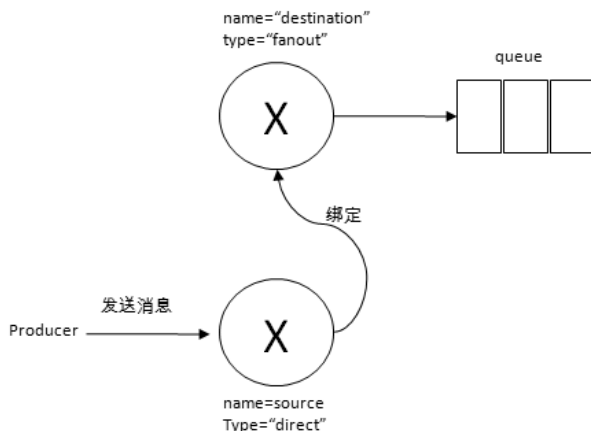 name=“destination”
type=“fanout”
queue
X
绑定
发送消息
Producer
X
name=source
Type=“direct”